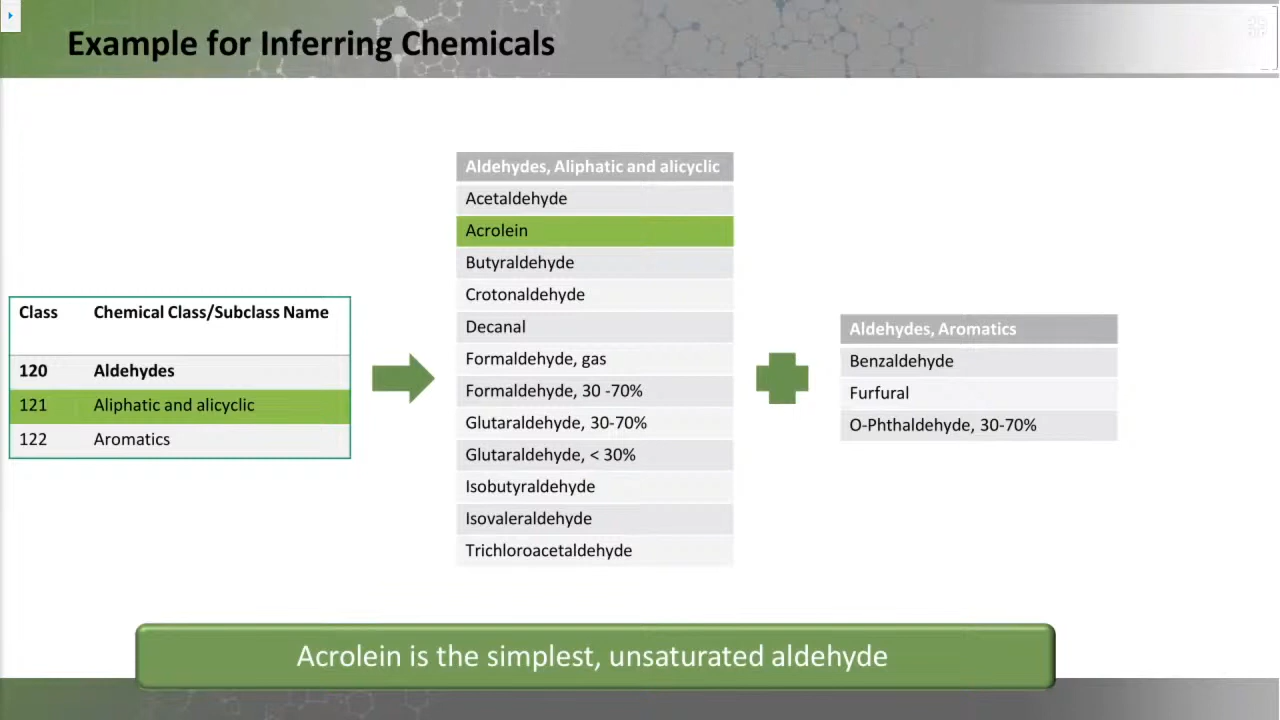 Example for Inferring Chemicals
Class Chemical Class/Subclass Name
120 Aldehydes
121 Aliphatic and alicyclic
122 Aromatics
Aldehydes, Aliphatic and alicyclic
Acetaldehyde
Acrolein
Butyraldehyde
Crotonaldehyde
Decanal
Formaldehyde, gas
Formaldehyde, 30 -70%
Glutaraldehyde, 30-70%
Glutaraldehyde, < 30%
Isobutyraldehyde
Isovaleraldehyde
Trichloroacetaldehyde
Aldehydes, Aromatics
Benzaldehyde
Furfural
O-Phthaldehyde, 30-70%
Acrolein is the simplest, unsaturated aldehyde